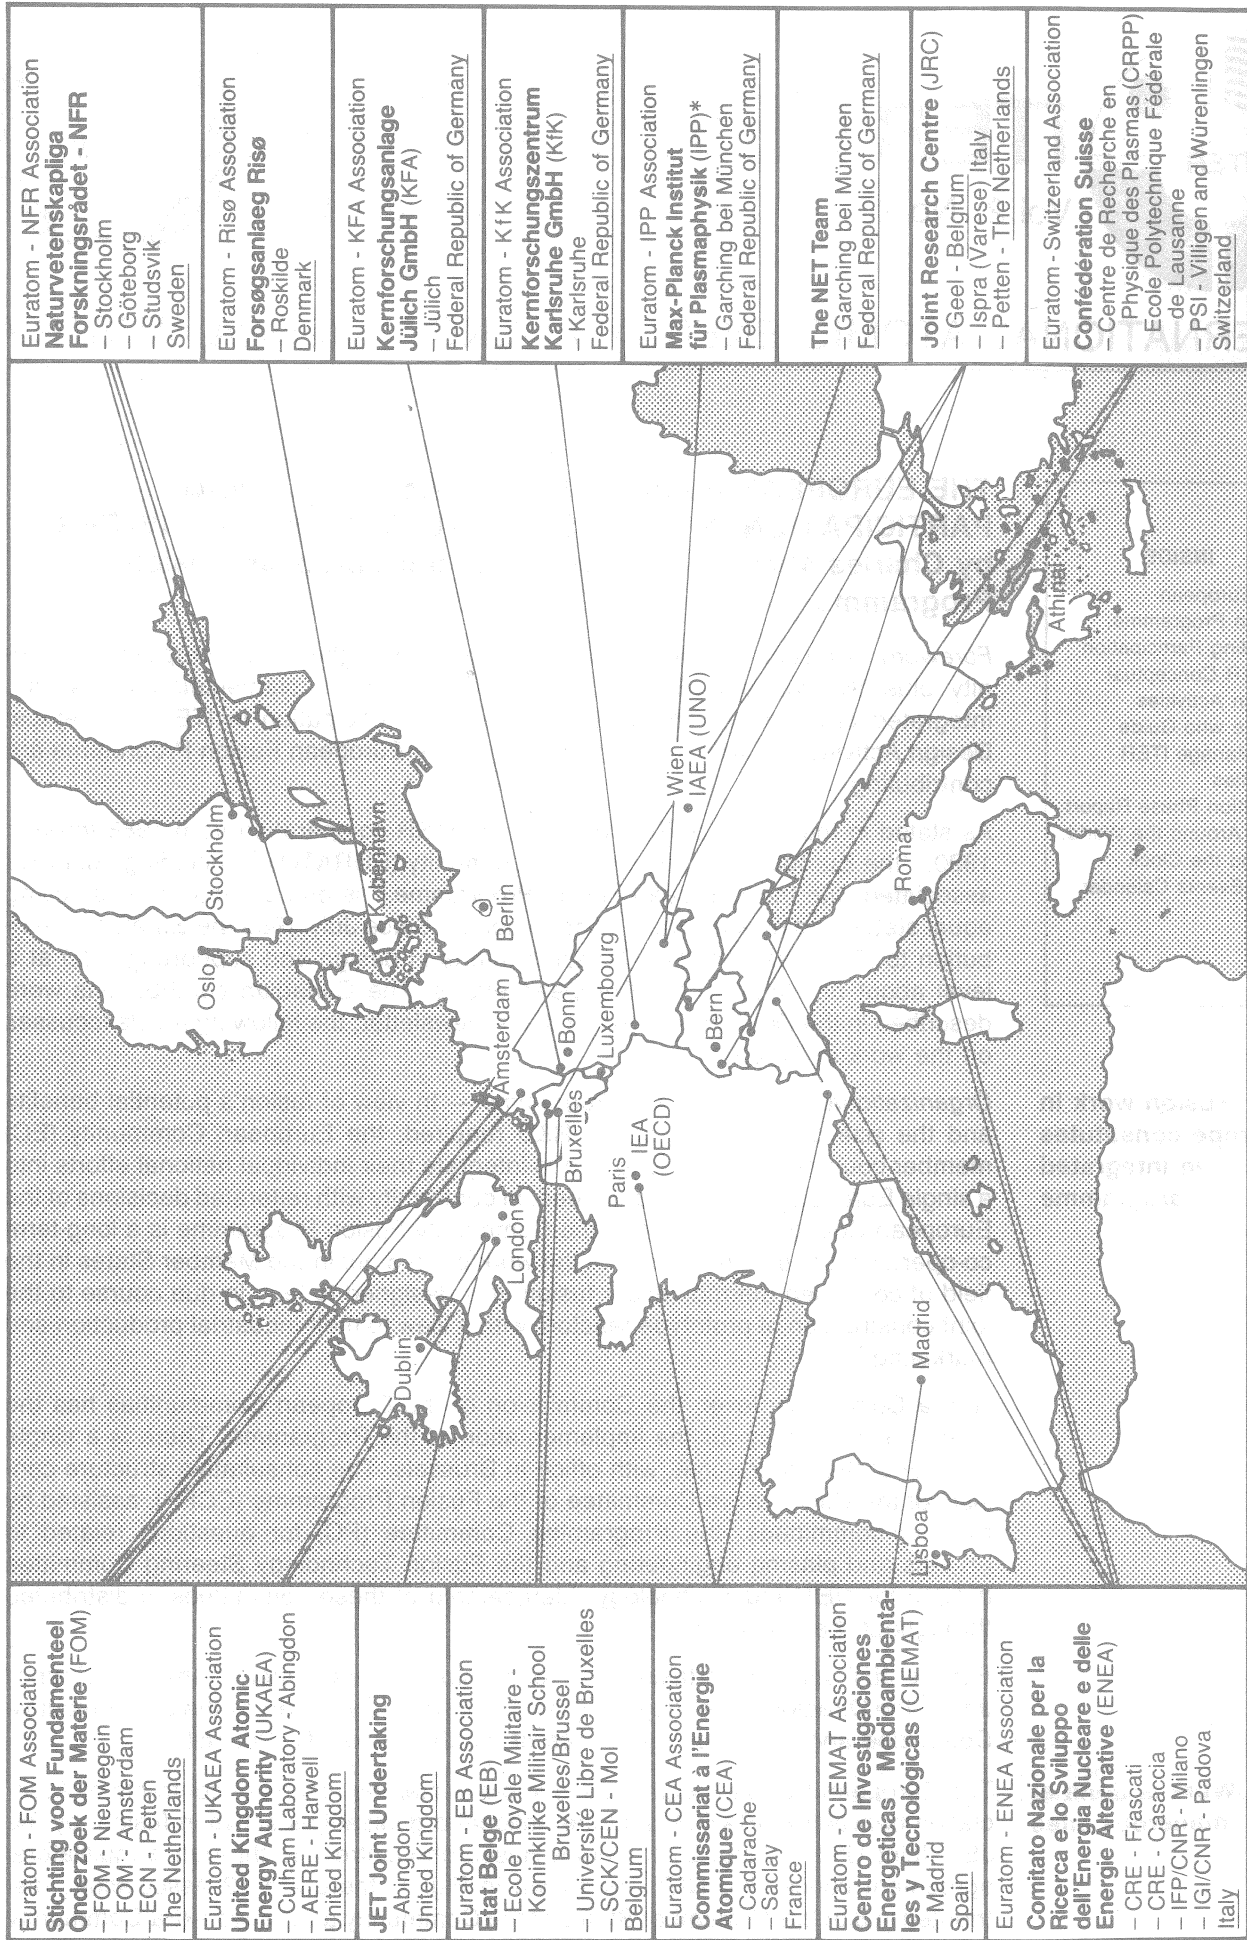 Euratom - FOM Association
Stichting voor Fundamenteel
Onderzoek der Materie (FOM)
– FOM - Nieuwegein
– FOM - Amsterdam
– ECN - Petten
The Netherlands
Euratom - UKAEA Association
United Kingdom Atomic
Energy Authority (UKAEA)
– Culham Laboratory - Abingdon
– AERE - Harwell
United Kingdom
JET Joint Undertaking
– Abingdon
United Kingdom
Euratom - EB Association
Etat Belge (EB)
– Ecole Royale Militaire -
Koninklijke Militair School
Bruxelles/Brussel
– Université Libre de Bruxelles
– SCK/CEN - Mol
Belgium
Euratom - CEA Association
Commissariat à l'Energie
Atomique (CEA)
– Cadarache
– Saclay
France
Euratom - CIEMAT Association
Centro de Investigaciones
Energeticas Medioambienta-
les y Tecnológicas (CIEMAT)
– Madrid
Spain
Euratom - ENEA Association
Comitato Nazionale per la
Ricerca e lo Sviluppo
dell'Energia Nucleare e delle
Energie Alternative (ENEA)
– CRE - Frascati
– CRE - Casaccia
– IFP/CNR - Milano
– IGI/CNR - Padova
Italy
Oslo
Stockholm
København
Dublin
London
Amsterdam
Berlin
Bruxelles
Bonn
Luxembourg
Paris
IEA
(OECD)
Wien
IAEA (UNO)
Bern
Lisboa
Madrid
Roma
Athinai
Euratom - NFR Association
Naturvetenskapliga
Forskningsrådet - NFR
– Stockholm
– Göteborg
– Studsvik
Sweden
Euratom - Risø Association
Forsøgsanlaeg Risø
– Roskilde
Denmark
Euratom - KFA Association
Kernforschungsanlage
Jülich GmbH (KFA)
– Jülich
Federal Republic of Germany
Euratom - KfK Association
Kernforschungszentrum
Karlsruhe GmbH (KfK)
– Karlsruhe
Federal Republic of Germany
Euratom - IPP Association
Max-Planck Institut
für Plasmaphysik (IPP)*
– Garching bei München
Federal Republic of Germany
The NET Team
– Garching bei München
Federal Republic of Germany
Joint Research Centre (JRC)
– Geel - Belgium
– Ispra (Varese) Italy
– Petten - The Netherlands
Euratom - Switzerland Association
Confédération Suisse
– Centre de Recherche en
Physique des Plasmas (CRPP)
– Ecole Polytechnique Fédérale
de Lausanne
– PSI - Villigen and Würenlingen
Switzerland